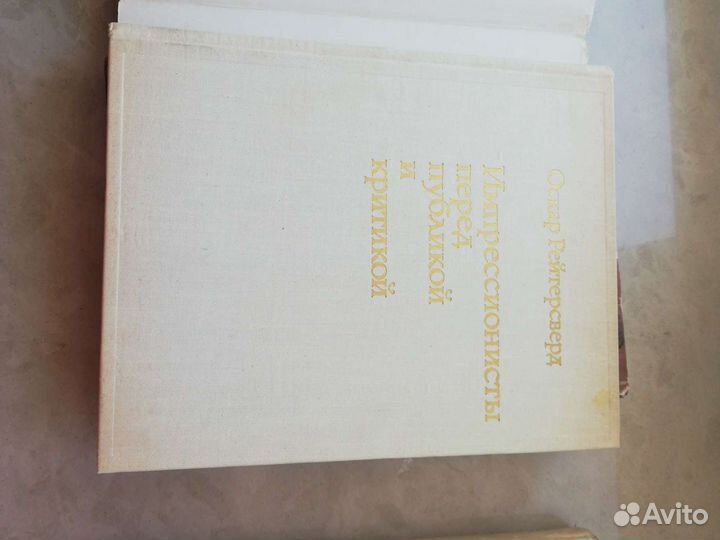 Оскар Рейтерсверд
Импрессионисты
перед
публикой
и
критикой
Avito